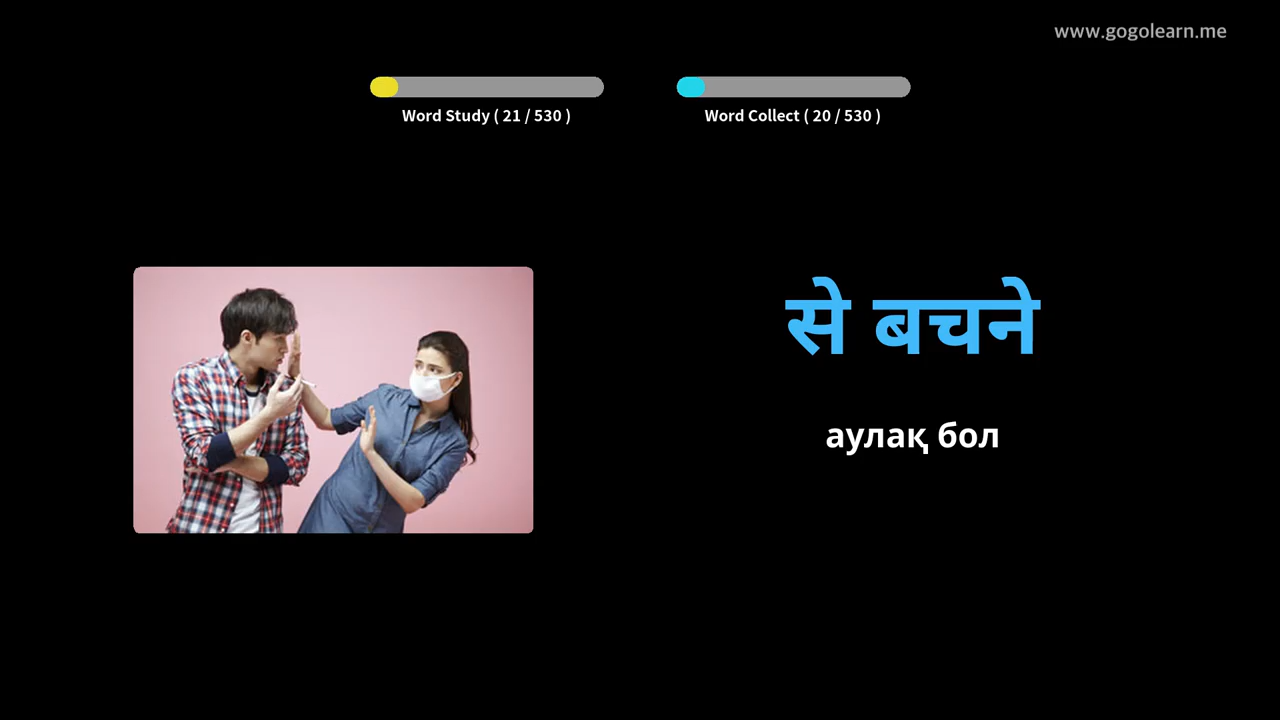 www.gogolearn.me
Word Study ( 21 / 530 )
Word Collect ( 20 / 530 )
से बचने
аулақ бол